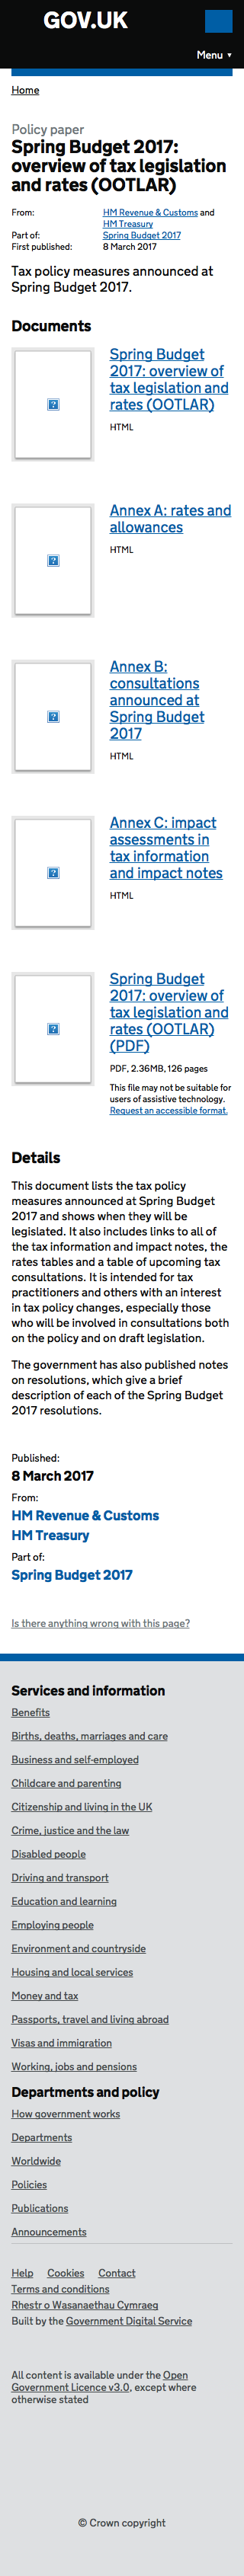 GOV.UK
Menu ▼
Home
Policy paper
Spring Budget 2017:
overview of tax legislation
and rates (OOTLAR)
From: HM Revenue & Customs and
HM Treasury
Part of: Spring Budget 2017
First published: 8 March 2017
Tax policy measures announced at
Spring Budget 2017.
Documents
Spring Budget
2017: overview of
tax legislation and
rates (OOTLAR)
HTML
Annex A: rates and
allowances
HTML
Annex B:
consultations
announced at
Spring Budget
2017
HTML
Annex C: impact
assessments in
tax information
and impact notes
HTML
Spring Budget
2017: overview of
tax legislation and
rates (OOTLAR)
(PDF)
PDF, 2.36MB, 126 pages
This file may not be suitable for
users of assistive technology.
Request an accessible format.
Details
This document lists the tax policy
measures announced at Spring Budget
2017 and shows when they will be
legislated. It also includes links to all of
the tax information and impact notes, the
rates tables and a table of upcoming tax
consultations. It is intended for tax
practitioners and others with an interest
in tax policy changes, especially those
who will be involved in consultations both
on the policy and on draft legislation.
The government has also published notes
on resolutions, which give a brief
description of each of the Spring Budget
2017 resolutions.
Published:
8 March 2017
From:
HM Revenue & Customs
HM Treasury
Part of:
Spring Budget 2017
Is there anything wrong with this page?
Services and information
Benefits
Births, deaths, marriages and care
Business and self-employed
Childcare and parenting
Citizenship and living in the UK
Crime, justice and the law
Disabled people
Driving and transport
Education and learning
Employing people
Environment and countryside
Housing and local services
Money and tax
Passports, travel and living abroad
Visas and immigration
Working, jobs and pensions
Departments and policy
How government works
Departments
Worldwide
Policies
Publications
Announcements
Help Cookies Contact
Terms and conditions
Rhestr o Wasanaethau Cymraeg
Built by the Government Digital Service
All content is available under the Open
Government Licence v3.0, except where
otherwise stated
© Crown copyright